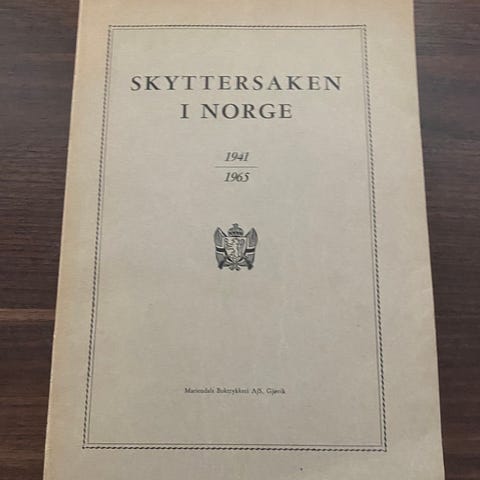 SKYTTERSAKEN
I NORGE
1941
1965
Mariendals Boktrykkeri A/S, Gjøvik